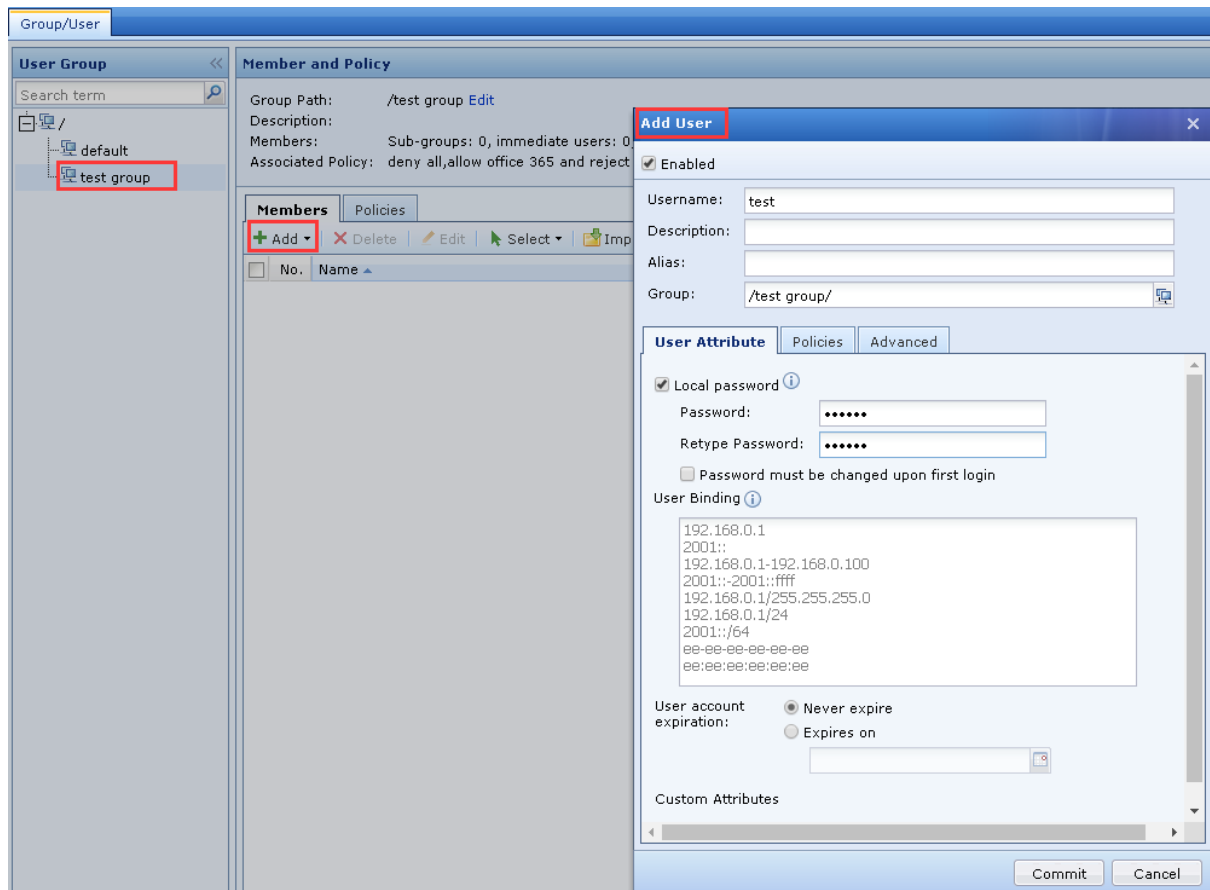 Group/User
User Group
Search term
/
default
test group
Member and Policy
Group Path: /test group Edit
Description:
Members: Sub-groups: 0, immediate users: 0,
Associated Policy: deny all,allow office 365 and reject
Members Policies
Add Delete Edit Select Imp
No. Name
Add User
Enabled
Username: test
Description:
Alias:
Group: /test group/
User Attribute Policies Advanced
Local password
Password: ••••••
Retype Password: ••••••
Password must be changed upon first login
User Binding
192.168.0.1
2001::
192.168.0.1-192.168.0.100
2001::-2001::ffff
192.168.0.1/255.255.255.0
192.168.0.1/24
2001::/64
ee-ee-ee-ee-ee-ee
ee:ee:ee:ee:ee:ee
User account
expiration:
Never expire
Expires on
Custom Attributes
Commit Cancel